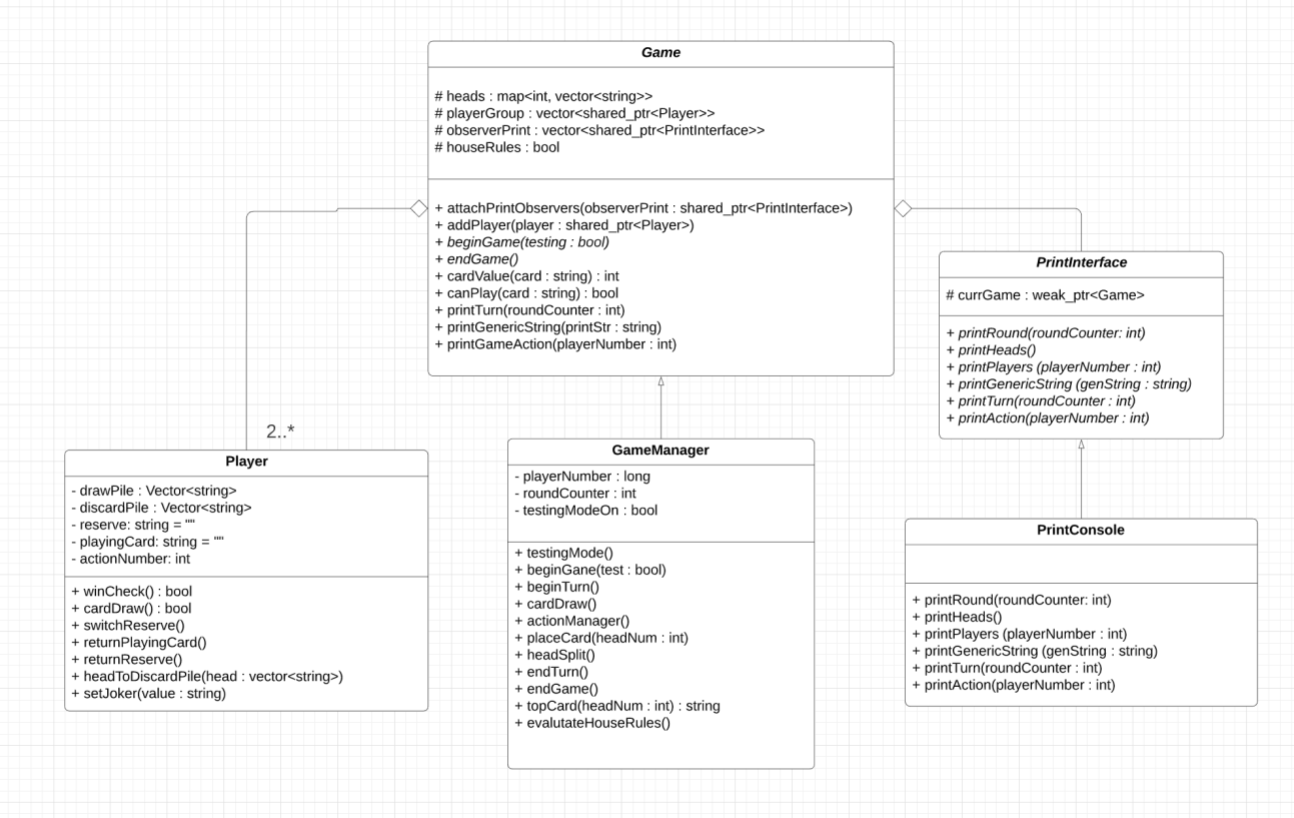 Game
# heads : map<int, vector<string>>
# playerGroup : vector<shared_ptr<Player>>
# observerPrint : vector<shared_ptr<PrintInterface>>
# houseRules : bool
+ attachPrintObservers(observerPrint : shared_ptr<PrintInterface>)
+ addPlayer(player : shared_ptr<Player>)
+ beginGame(testing : bool)
+ endGame()
+ cardValue(card : string) : int
+ canPlay(card : string) : bool
+ printTurn(roundCounter : int)
+ printGenericString(printStr : string)
+ printGameAction(playerNumber : int)
PrintInterface
# currGame : weak_ptr<Game>
+ printRound(roundCounter: int)
+ printHeads()
+ printPlayers (playerNumber : int)
+ printGenericString (genString : string)
+ printTurn(roundCounter : int)
+ printAction(playerNumber : int)
2..*
Player
- drawPile : Vector<string>
- discardPile : Vector<string>
- reserve: string = ""
- playingCard: string = ""
- actionNumber: int
+ winCheck() : bool
+ cardDraw() : bool
+ switchReserve()
+ returnPlayingCard()
+ returnReserve()
+ headToDiscardPile(head : vector<string>)
+ setJoker(value : string)
GameManager
- playerNumber : long
- roundCounter : int
- testingModeOn : bool
+ testingMode()
+ beginGane(test : bool)
+ beginTurn()
+ cardDraw()
+ actionManager()
+ placeCard(headNum : int)
+ headSplit()
+ endTurn()
+ endGame()
+ topCard(headNum : int) : string
+ evalutateHouseRules()
PrintConsole
+ printRound(roundCounter: int)
+ printHeads()
+ printPlayers (playerNumber : int)
+ printGenericString (genString : string)
+ printTurn(roundCounter : int)
+ printAction(playerNumber : int)